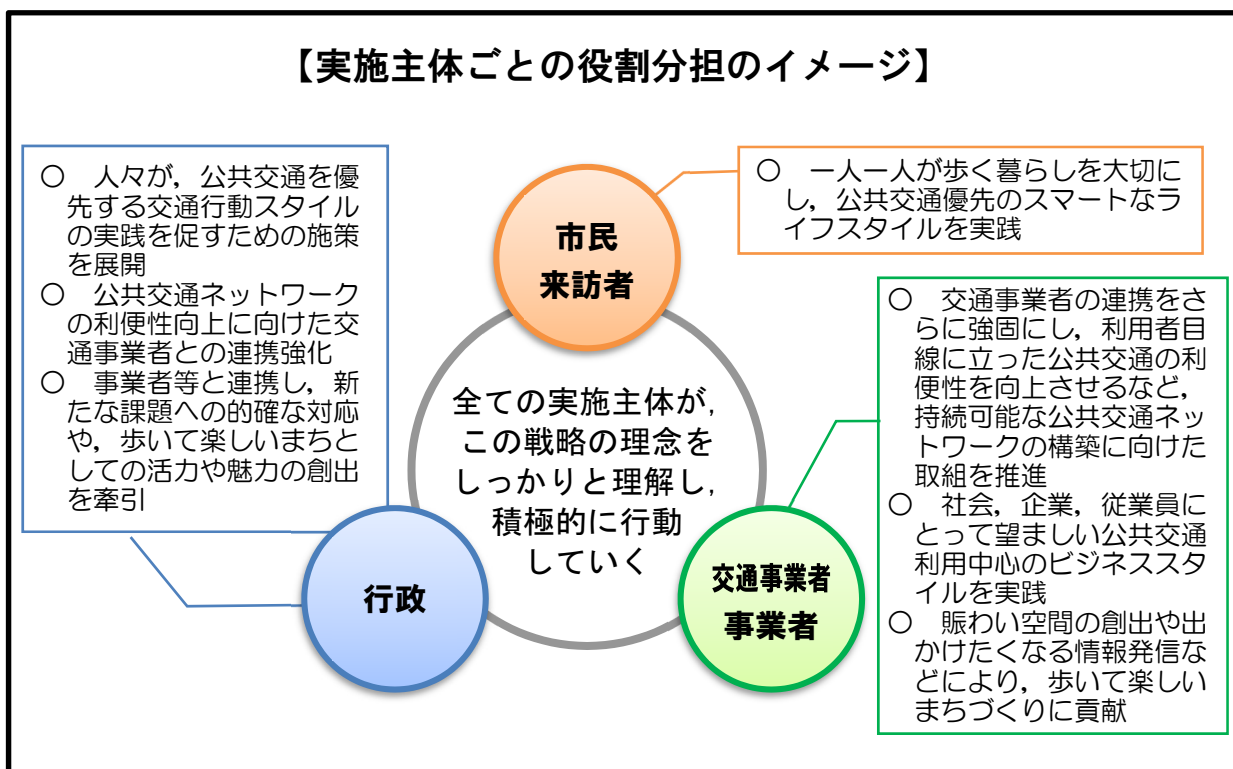 【実施主体ごとの役割分担のイメージ】
○　人々が，公共交通を優
先する交通行動スタイル
の実践を促すための施策
を展開
○　公共交通ネットワーク
の利便性向上に向けた交
通事業者との連携強化
○　事業者等と連携し，新
たな課題への的確な対応
や，歩いて楽しいまちと
しての活力や魅力の創出
を牽引
市民
来訪者
○　一人一人が歩く暮らしを大切に
し，公共交通優先のスマートなラ
イフスタイルを実践
全ての実施主体が，
この戦略の理念を
しっかりと理解し，
積極的に行動
していく
行政
交通事業者
事業者
○　交通事業者の連携をさ
らに強固にし，利用者目
線に立った公共交通の利
便性を向上させるなど，
持続可能な公共交通ネッ
トワークの構築に向けた
取組を推進
○　社会，企業，従業員に
とって望ましい公共交通
利用中心のビジネススタ
イルを実践
○　賑わい空間の創出や出
かけたくなる情報発信な
どにより，歩いて楽しい
まちづくりに貢献